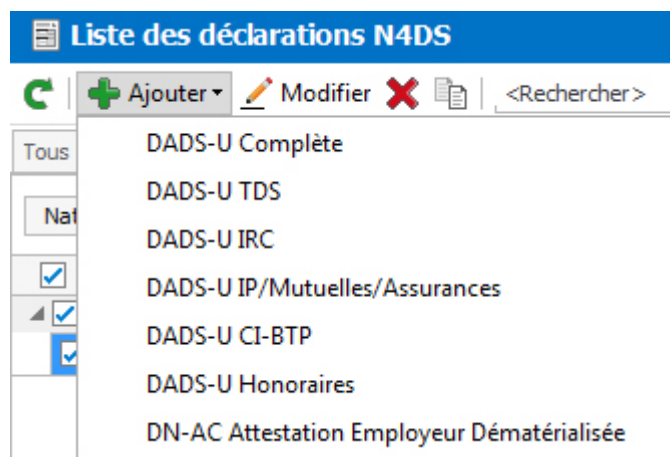 Liste des déclarations N4DS
Ajouter Modifier <Rechercher>
Tous
DADS-U Complète
DADS-U TDS
Nat
DADS-U IRC
DADS-U IP/Mutuelles/Assurances
DADS-U CI-BTP
DADS-U Honoraires
DN-AC Attestation Employeur Dématérialisée